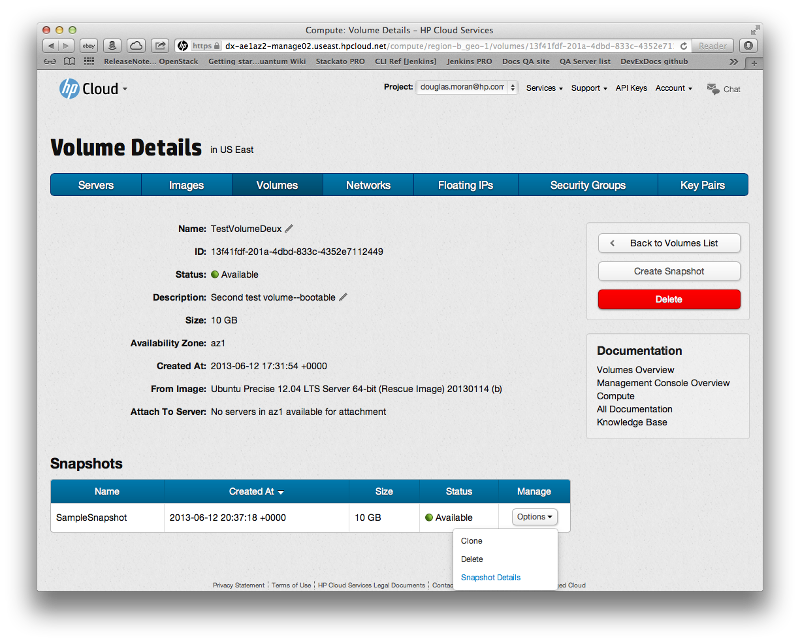 Compute: Volume Details – HP Cloud Services
ebay
https dx-ae1az2-manage02.useast.hpcloud.net/compute/region-b_geo-1/volumes/13f41fdf-201a-4dbd-833c-4352e71
Reader
ReleaseNote... OpenStack Getting star...uantum Wiki Stackato PRO CLI Ref [Jenkins] Jenkins PRO Docs QA site QA Server list DevExDocs github
hp Cloud
Project: douglas.moran@hp.com Services Support API Keys Account Chat
Volume Details in US East
Servers Images Volumes Networks Floating IPs Security Groups Key Pairs
Name: TestVolumeDeux
ID: 13f41fdf-201a-4dbd-833c-4352e7112449
Status: Available
Description: Second test volume--bootable
Size: 10 GB
Availability Zone: az1
Created At: 2013-06-12 17:31:54 +0000
From Image: Ubuntu Precise 12.04 LTS Server 64-bit (Rescue Image) 20130114 (b)
Attach To Server: No servers in az1 available for attachment
Back to Volumes List
Create Snapshot
Delete
Documentation
Volumes Overview
Management Console Overview
Compute
All Documentation
Knowledge Base
Snapshots
Name Created At Size Status Manage
SampleSnapshot 2013-06-12 20:37:18 +0000 10 GB Available Options
Clone
Delete
Snapshot Details
Privacy Statement | Terms of Use | HP Cloud Services Legal Documents | Contac ed Cloud